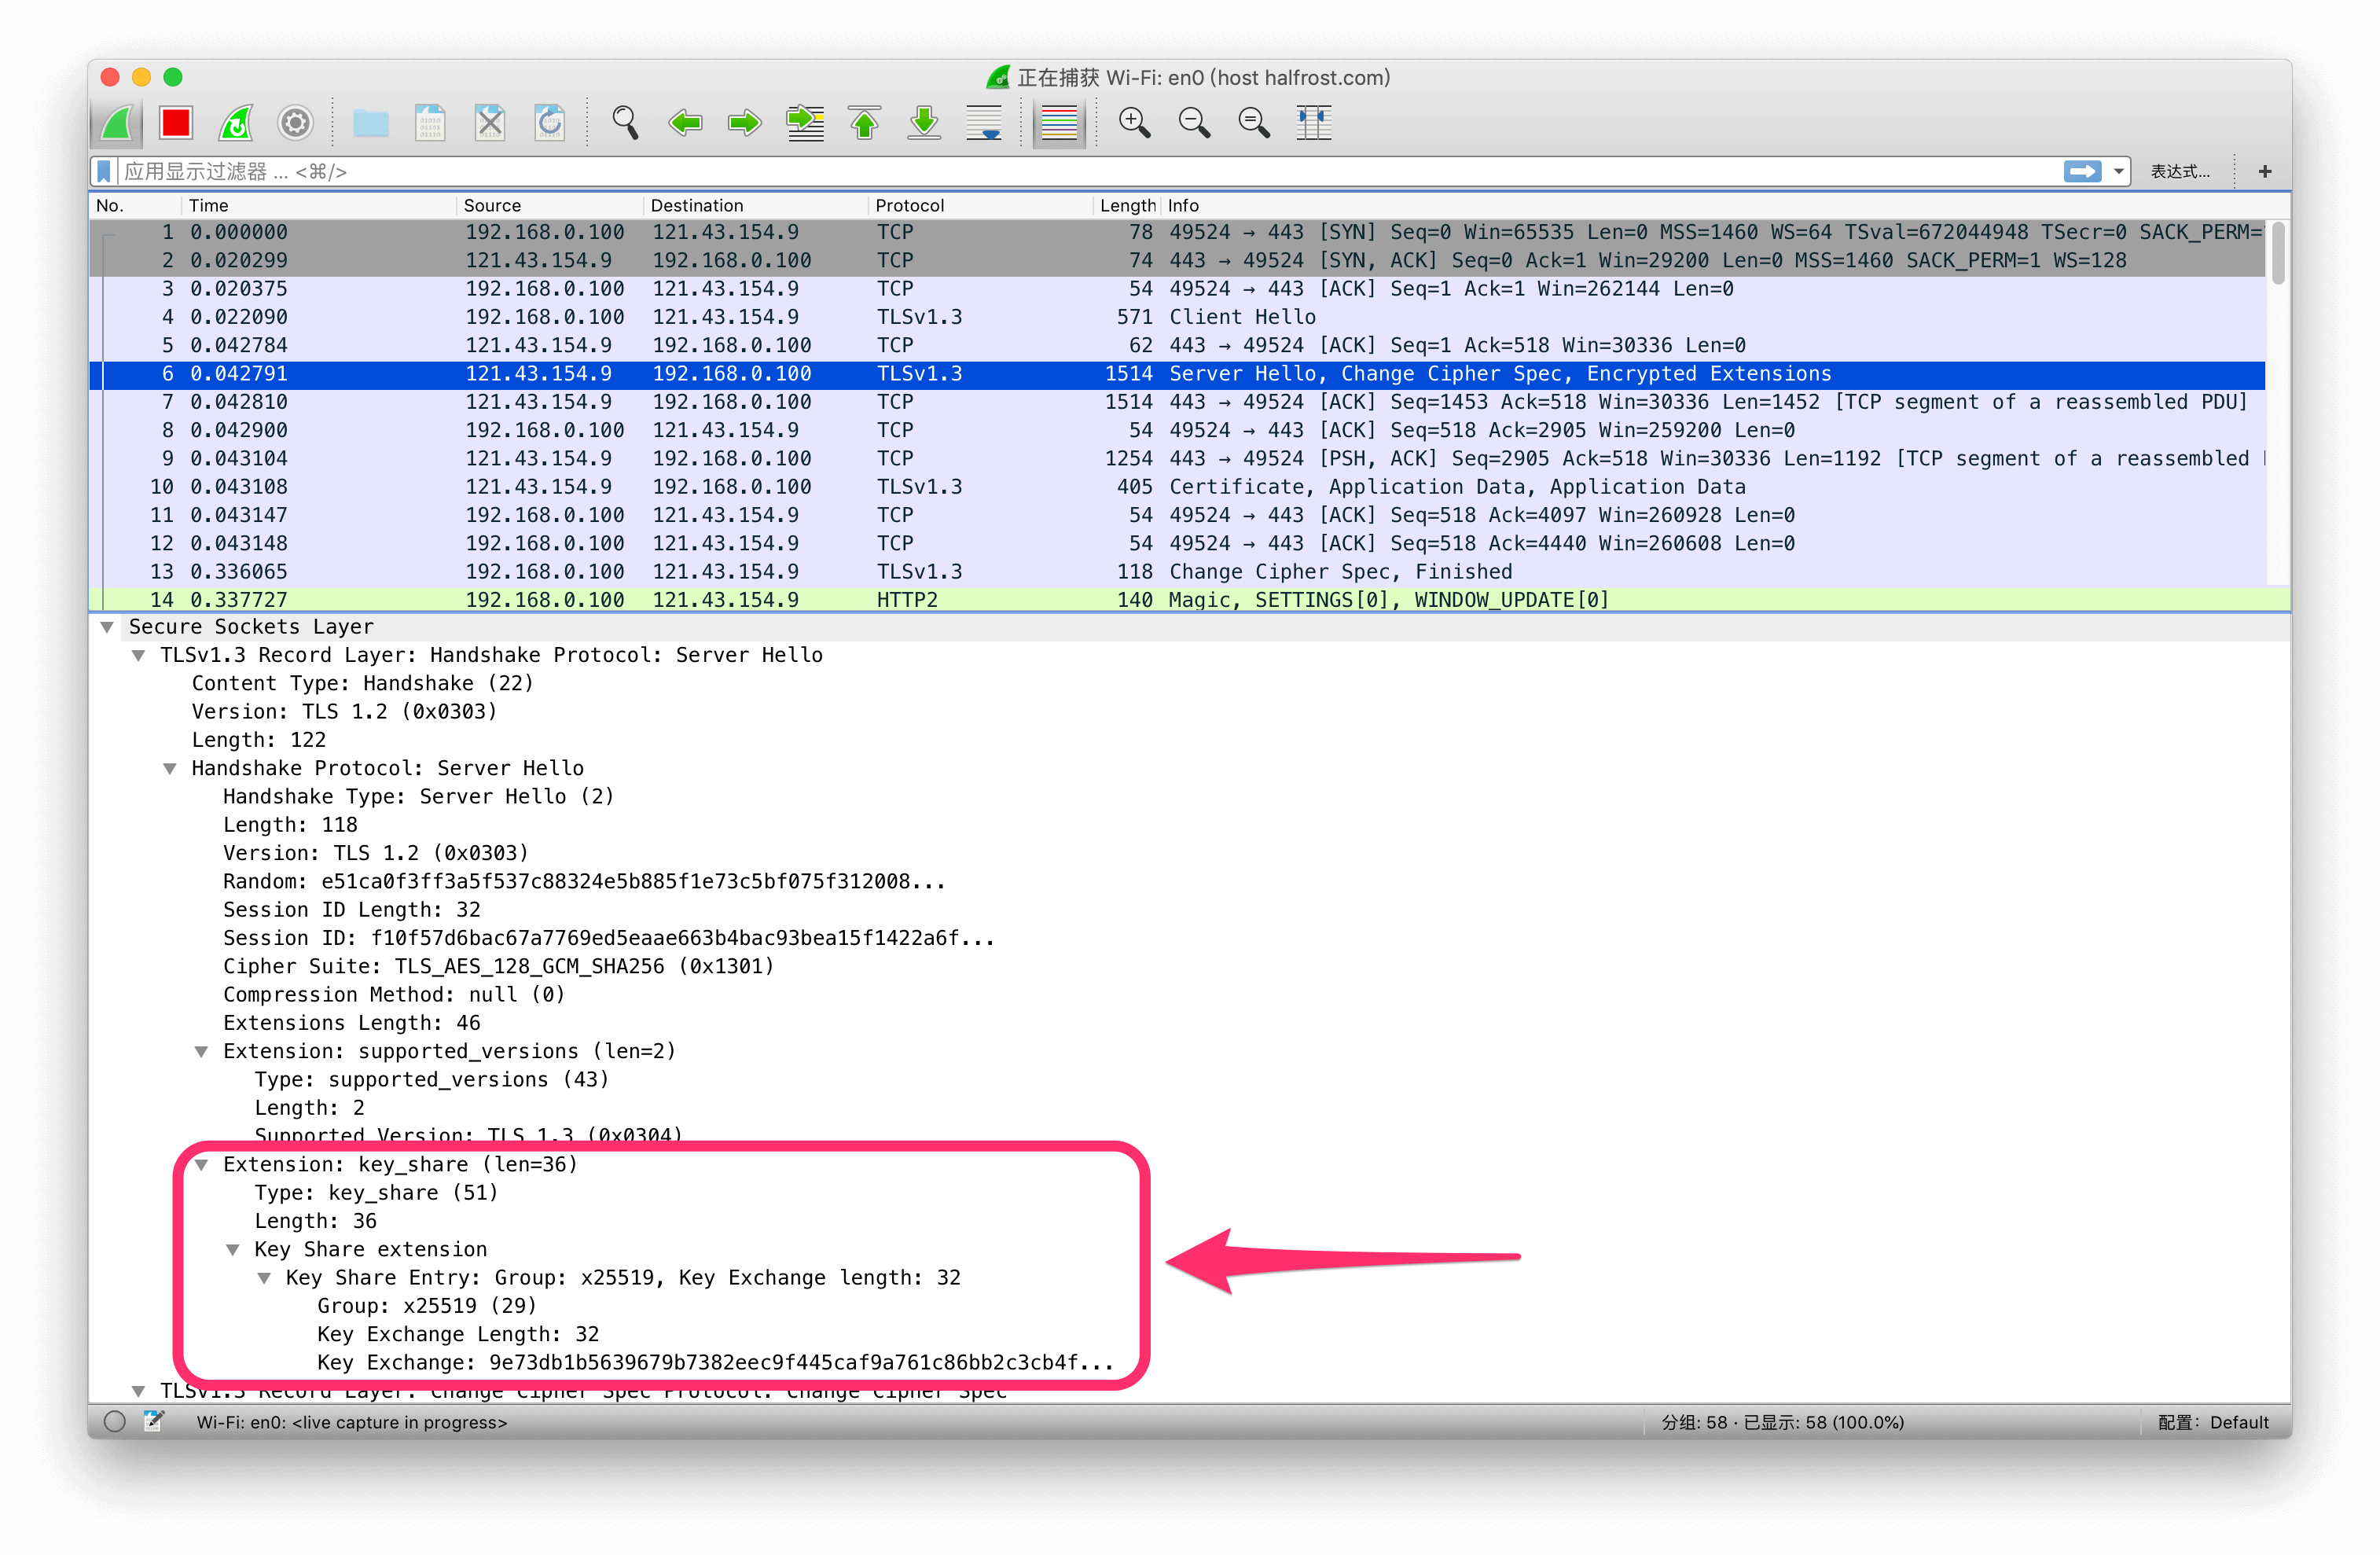 正在捕获 Wi-Fi: en0 (host halfrost.com)
应用显示过滤器 ... <⌘/> 表达式... +
No. Time Source Destination Protocol Length Info
1 0.000000 192.168.0.100 121.43.154.9 TCP 78 49524 → 443 [SYN] Seq=0 Win=65535 Len=0 MSS=1460 WS=64 TSval=672044948 TSecr=0 SACK_PERM=
2 0.020299 121.43.154.9 192.168.0.100 TCP 74 443 → 49524 [SYN, ACK] Seq=0 Ack=1 Win=29200 Len=0 MSS=1460 SACK_PERM=1 WS=128
3 0.020375 192.168.0.100 121.43.154.9 TCP 54 49524 → 443 [ACK] Seq=1 Ack=1 Win=262144 Len=0
4 0.022090 192.168.0.100 121.43.154.9 TLSv1.3 571 Client Hello
5 0.042784 121.43.154.9 192.168.0.100 TCP 62 443 → 49524 [ACK] Seq=1 Ack=518 Win=30336 Len=0
6 0.042791 121.43.154.9 192.168.0.100 TLSv1.3 1514 Server Hello, Change Cipher Spec, Encrypted Extensions
7 0.042810 121.43.154.9 192.168.0.100 TCP 1514 443 → 49524 [ACK] Seq=1453 Ack=518 Win=30336 Len=1452 [TCP segment of a reassembled PDU]
8 0.042900 192.168.0.100 121.43.154.9 TCP 54 49524 → 443 [ACK] Seq=518 Ack=2905 Win=259200 Len=0
9 0.043104 121.43.154.9 192.168.0.100 TCP 1254 443 → 49524 [PSH, ACK] Seq=2905 Ack=518 Win=30336 Len=1192 [TCP segment of a reassembled
10 0.043108 121.43.154.9 192.168.0.100 TLSv1.3 405 Certificate, Application Data, Application Data
11 0.043147 192.168.0.100 121.43.154.9 TCP 54 49524 → 443 [ACK] Seq=518 Ack=4097 Win=260928 Len=0
12 0.043148 192.168.0.100 121.43.154.9 TCP 54 49524 → 443 [ACK] Seq=518 Ack=4440 Win=260608 Len=0
13 0.336065 192.168.0.100 121.43.154.9 TLSv1.3 118 Change Cipher Spec, Finished
14 0.337727 192.168.0.100 121.43.154.9 HTTP2 140 Magic, SETTINGS[0], WINDOW_UPDATE[0]
Secure Sockets Layer
TLSv1.3 Record Layer: Handshake Protocol: Server Hello
Content Type: Handshake (22)
Version: TLS 1.2 (0x0303)
Length: 122
Handshake Protocol: Server Hello
Handshake Type: Server Hello (2)
Length: 118
Version: TLS 1.2 (0x0303)
Random: e51ca0f3ff3a5f537c88324e5b885f1e73c5bf075f312008...
Session ID Length: 32
Session ID: f10f57d6bac67a7769ed5eaae663b4bac93bea15f1422a6f...
Cipher Suite: TLS_AES_128_GCM_SHA256 (0x1301)
Compression Method: null (0)
Extensions Length: 46
Extension: supported_versions (len=2)
Type: supported_versions (43)
Length: 2
Supported Version: TLS 1.3 (0x0304)
Extension: key_share (len=36)
Type: key_share (51)
Length: 36
Key Share extension
Key Share Entry: Group: x25519, Key Exchange length: 32
Group: x25519 (29)
Key Exchange Length: 32
Key Exchange: 9e73db1b5639679b7382eec9f445caf9a761c86bb2c3cb4f...
TLSv1.3 Record Layer: Change Cipher Spec Protocol: Change Cipher Spec
Wi-Fi: en0: <live capture in progress> 分组: 58 · 已显示: 58 (100.0%) 配置: Default